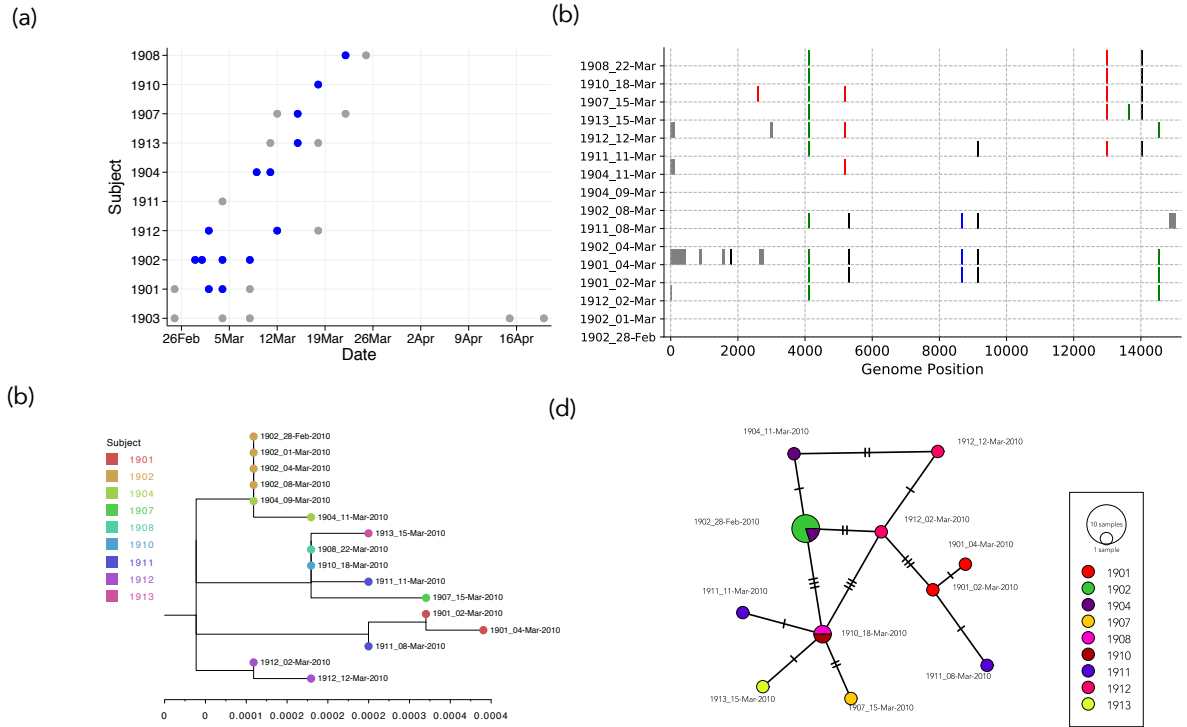 (a)
(b)
Subject
1908
1910
1907
1913
1904
1911
1912
1902
1901
1903
26Feb 5Mar 12Mar 19Mar 26Mar 2Apr 9Apr 16Apr
Date
1908_22-Mar
1910_18-Mar
1907_15-Mar
1913_15-Mar
1912_12-Mar
1911_11-Mar
1904_11-Mar
1904_09-Mar
1902_08-Mar
1911_08-Mar
1902_04-Mar
1901_04-Mar
1901_02-Mar
1912_02-Mar
1902_01-Mar
1902_28-Feb
0 2000 4000 6000 8000 10000 12000 14000
Genome Position
(b)
Subject
1901
1902
1904
1907
1908
1910
1911
1912
1913
1902_28-Feb-2010
1902_01-Mar-2010
1902_04-Mar-2010
1902_08-Mar-2010
1904_09-Mar-2010
1904_11-Mar-2010
1913_15-Mar-2010
1908_22-Mar-2010
1910_18-Mar-2010
1911_11-Mar-2010
1907_15-Mar-2010
1901_02-Mar-2010
1901_04-Mar-2010
1911_08-Mar-2010
1912_02-Mar-2010
1912_12-Mar-2010
0 0 0.0001 0.0002 0.0002 0.0002 0.0003 0.0004 0.0004
(d)
1904_11-Mar-2010
1912_12-Mar-2010
1902_28-Feb-2010
1912_02-Mar-2010
1901_04-Mar-2010
1901_02-Mar-2010
1911_11-Mar-2010
1910_18-Mar-2010
1911_08-Mar-2010
1913_15-Mar-2010
1907_15-Mar-2010
10 samples
1 sample
1901
1902
1904
1907
1908
1910
1911
1912
1913